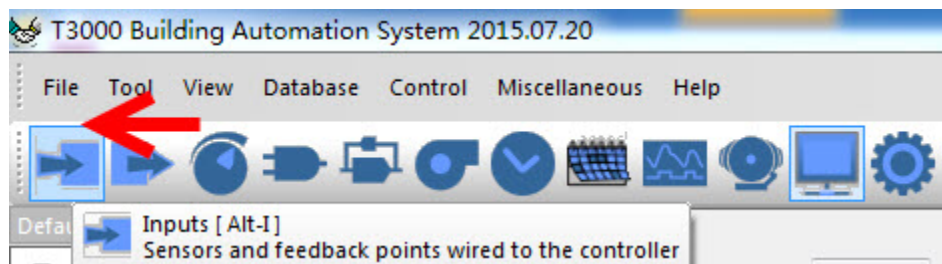 T3000 Building Automation System 2015.07.20
File Tool View Database Control Miscellaneous Help
Inputs [ Alt-I ]
Sensors and feedback points wired to the controller